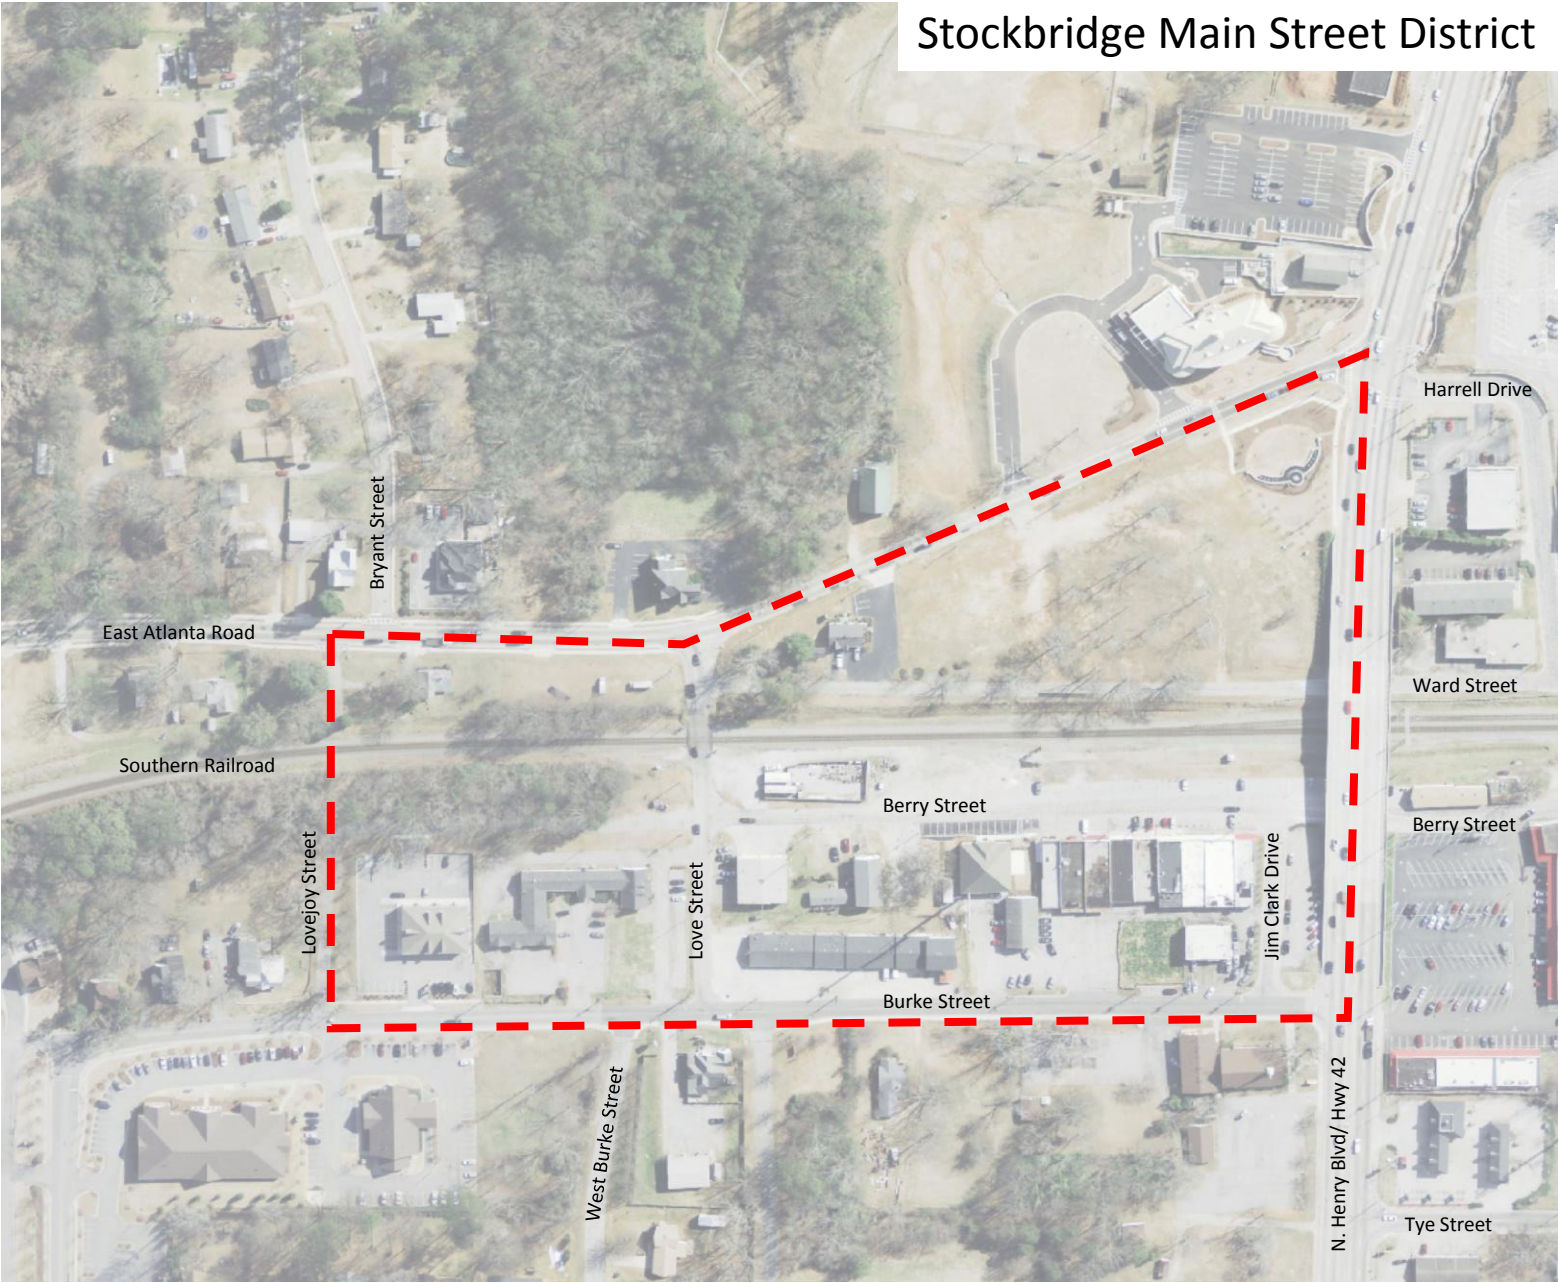 Stockbridge Main Street District
Harrell Drive
Bryant Street
East Atlanta Road
Ward Street
Southern Railroad
Berry Street
Berry Street
Lovejoy Street
Love Street
Jim Clark Drive
Burke Street
West Burke Street
N. Henry Blvd/ Hwy 42
Tye Street